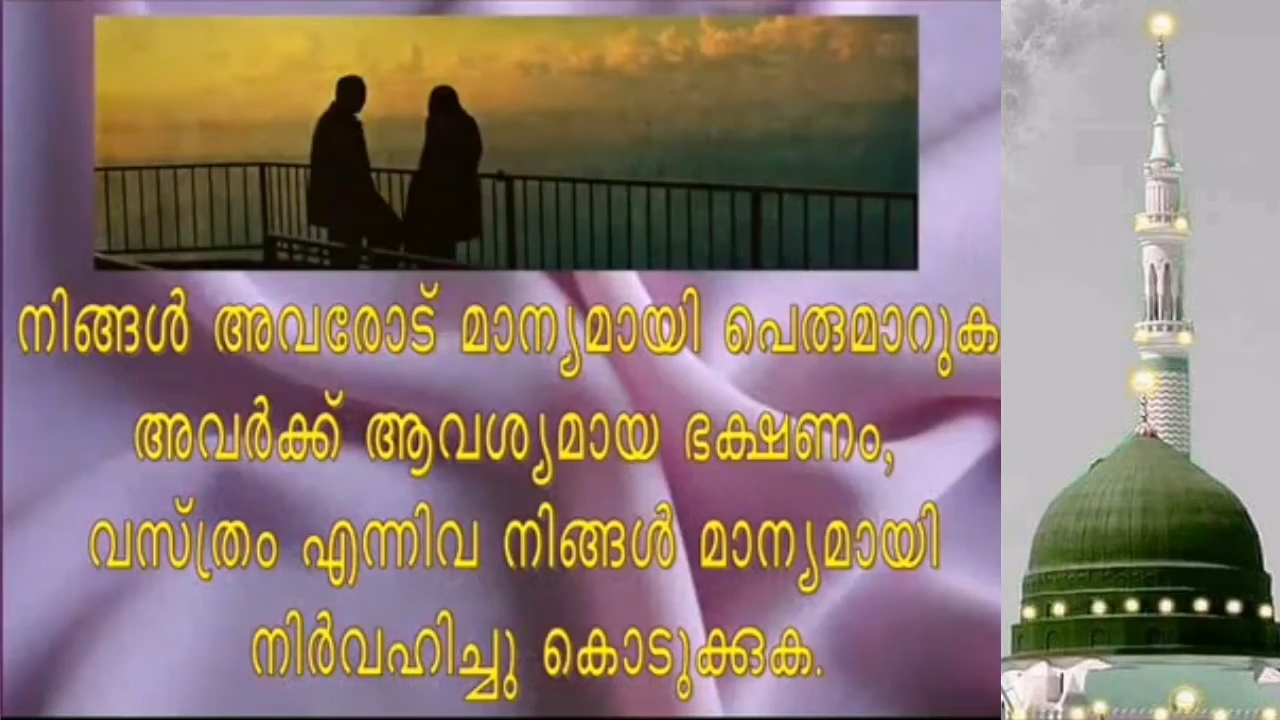 നിങ്ങൾ അവരോട് മാന്യമായി പെരുമാറുക
അവർക്ക് ആവശ്യമായ ഭക്ഷണം,
വസ്ത്രം എന്നിവ നിങ്ങൾ മാന്യമായി
നിർവഹിച്ചു കൊടുക്കുക.